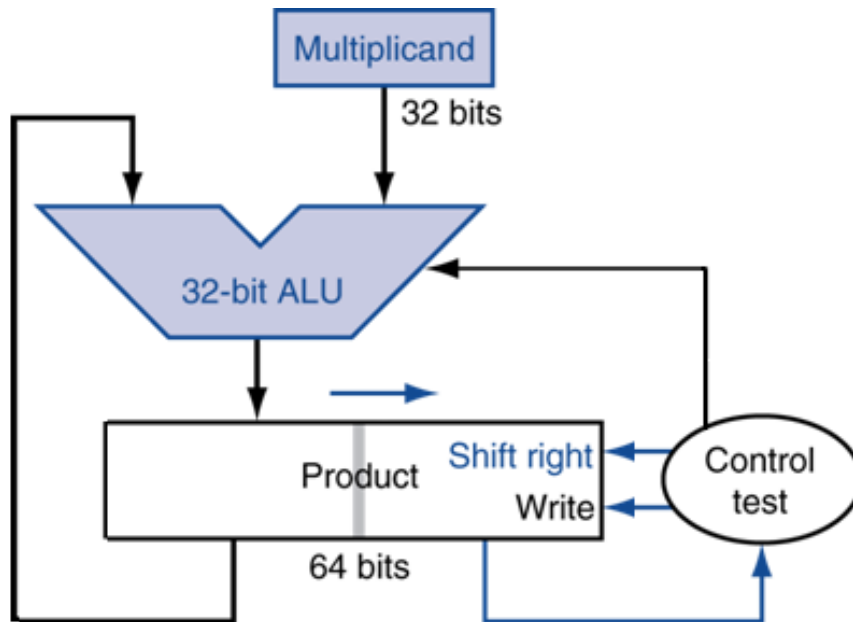 Multiplicand
32 bits
32-bit ALU
Product
Shift right
Write
Control
test
64 bits